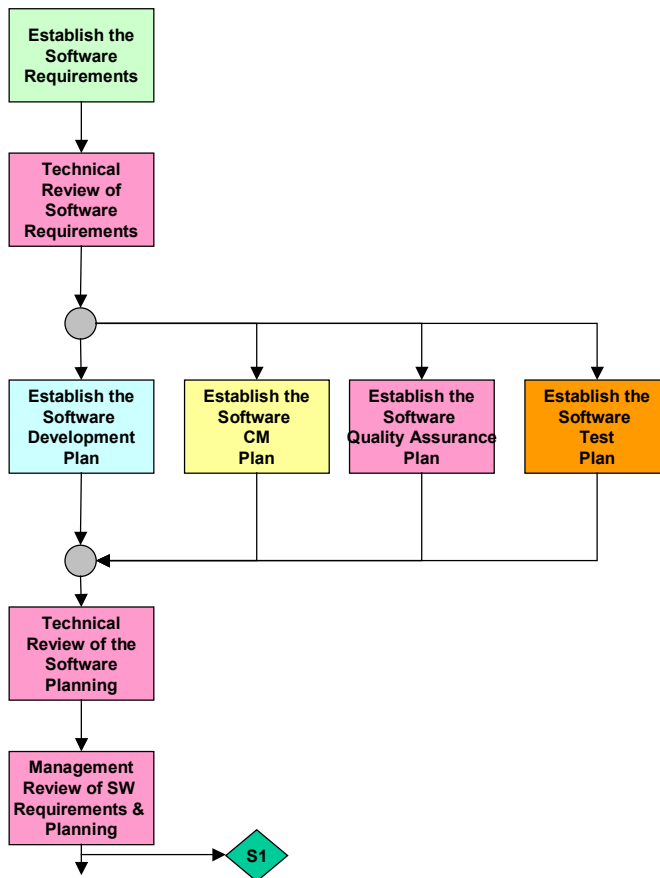 Establish the
Software
Requirements
Technical
Review of
Software
Requirements
Establish the
Software
Development
Plan
Establish the
Software
CM
Plan
Establish the
Software
Quality Assurance
Plan
Establish the
Software
Test
Plan
Technical
Review of the
Software
Planning
Management
Review of SW
Requirements &
Planning
S1